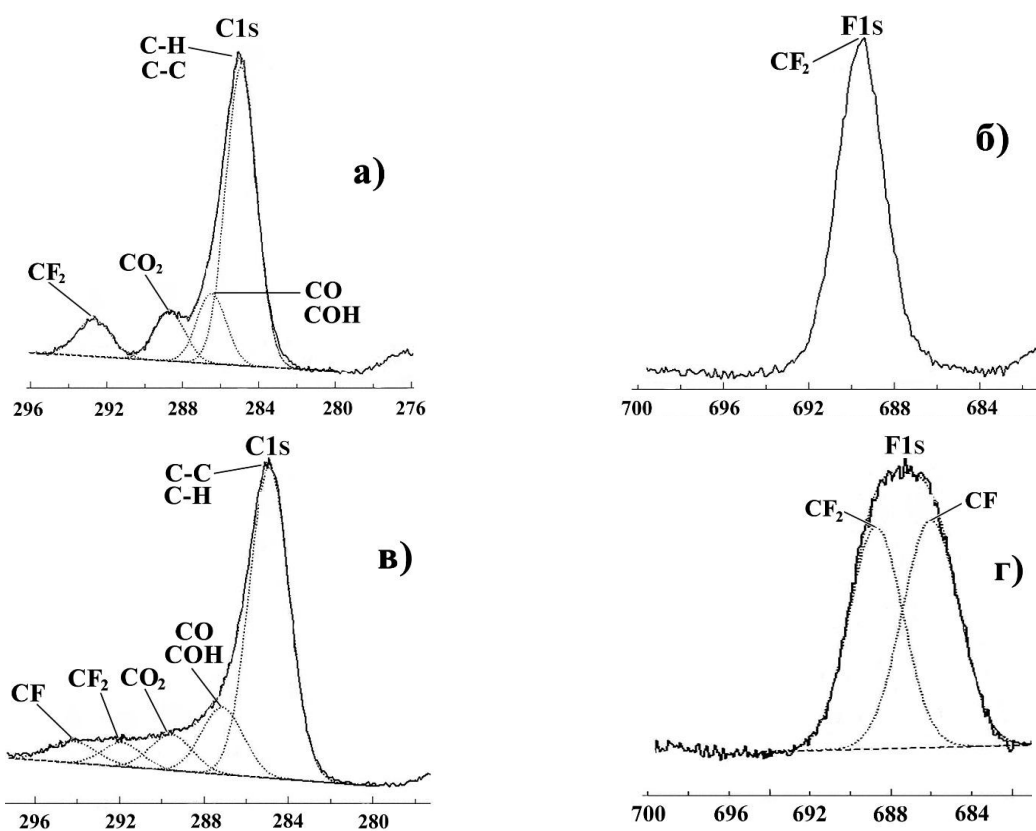 C1s
C-H
C-C
а)
CF₂
CO₂
CO
COH
296 292 288 284 280 276
F1s
CF₂
б)
700 696 692 688 684
C1s
C-C
C-H
в)
CO
COH
CF
CF₂
CO₂
296 292 288 284 280
F1s
CF₂
CF
г)
700 696 692 688 684